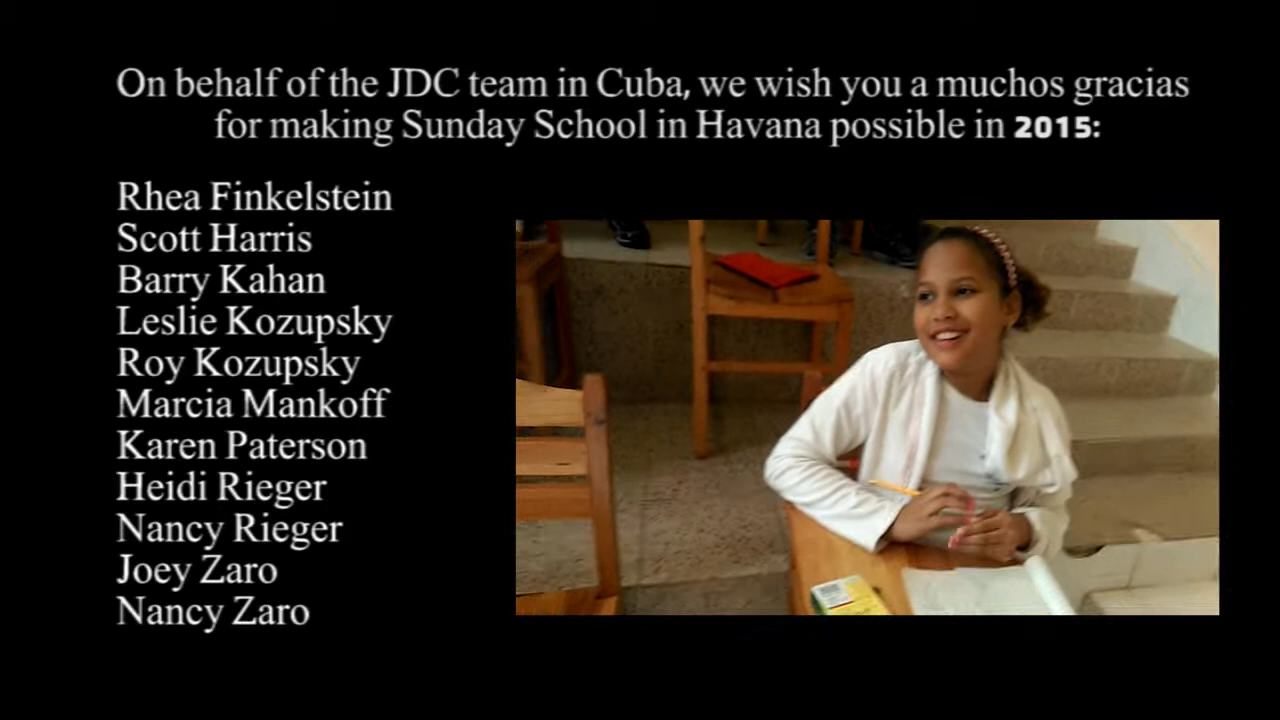 On behalf of the JDC team in Cuba, we wish you a muchos gracias
for making Sunday School in Havana possible in 2015:
Rhea Finkelstein
Scott Harris
Barry Kahan
Leslie Kozupsky
Roy Kozupsky
Marcia Mankoff
Karen Paterson
Heidi Rieger
Nancy Rieger
Joey Zaro
Nancy Zaro